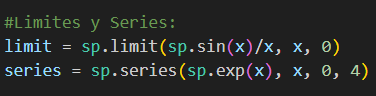 #Limites y Series:
limit = sp.limit(sp.sin(x)/x, x, 0)
series = sp.series(sp.exp(x), x, 0, 4)